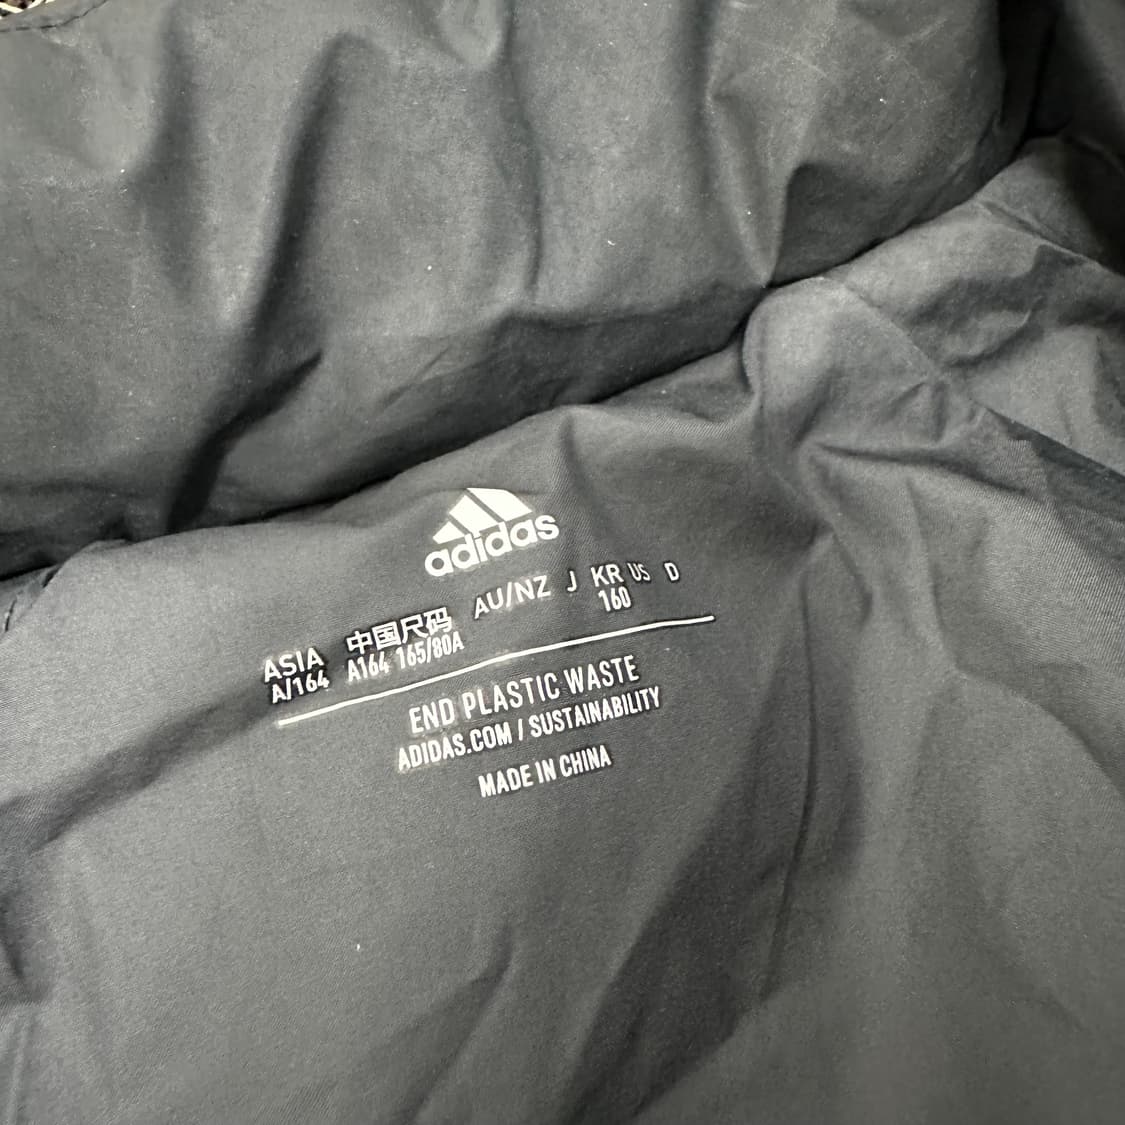 adidas
ASIA 中国尺码 AU/NZ J KR US D
A/164 A164 165/80A 160
END PLASTIC WASTE
ADIDAS.COM / SUSTAINABILITY
MADE IN CHINA